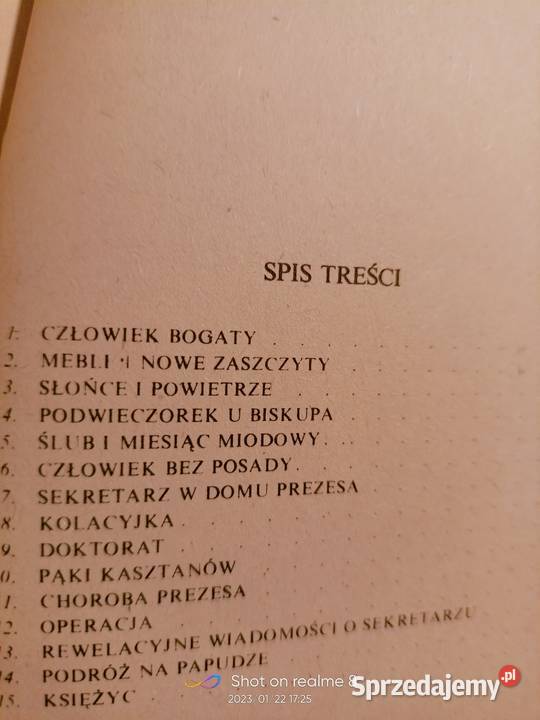 SPIS TREŚCI
1. CZŁOWIEK BOGATY
2. MEBLE I NOWE ZASZCZYTY
3. SŁOŃCE I POWIETRZE
4. PODWIECZOREK U BISKUPA
5. ŚLUB I MIESIĄC MIODOWY
6. CZŁOWIEK BEZ POSADY
7. SEKRETARZ W DOMU PREZESA
8. KOLACYJKA
9. DOKTORAT
0. PĄKI KASZTANÓW
1. CHOROBA PREZESA
12. OPERACJA
13. REWELACYJNE WIADOMOŚCI O SEKRETARZU
14. PODRÓŻ NA PAPUDZE
15. KSIĘŻYC
Shot on realme 8
2023. 01. 22 17:25
Sprzedajemy.pl